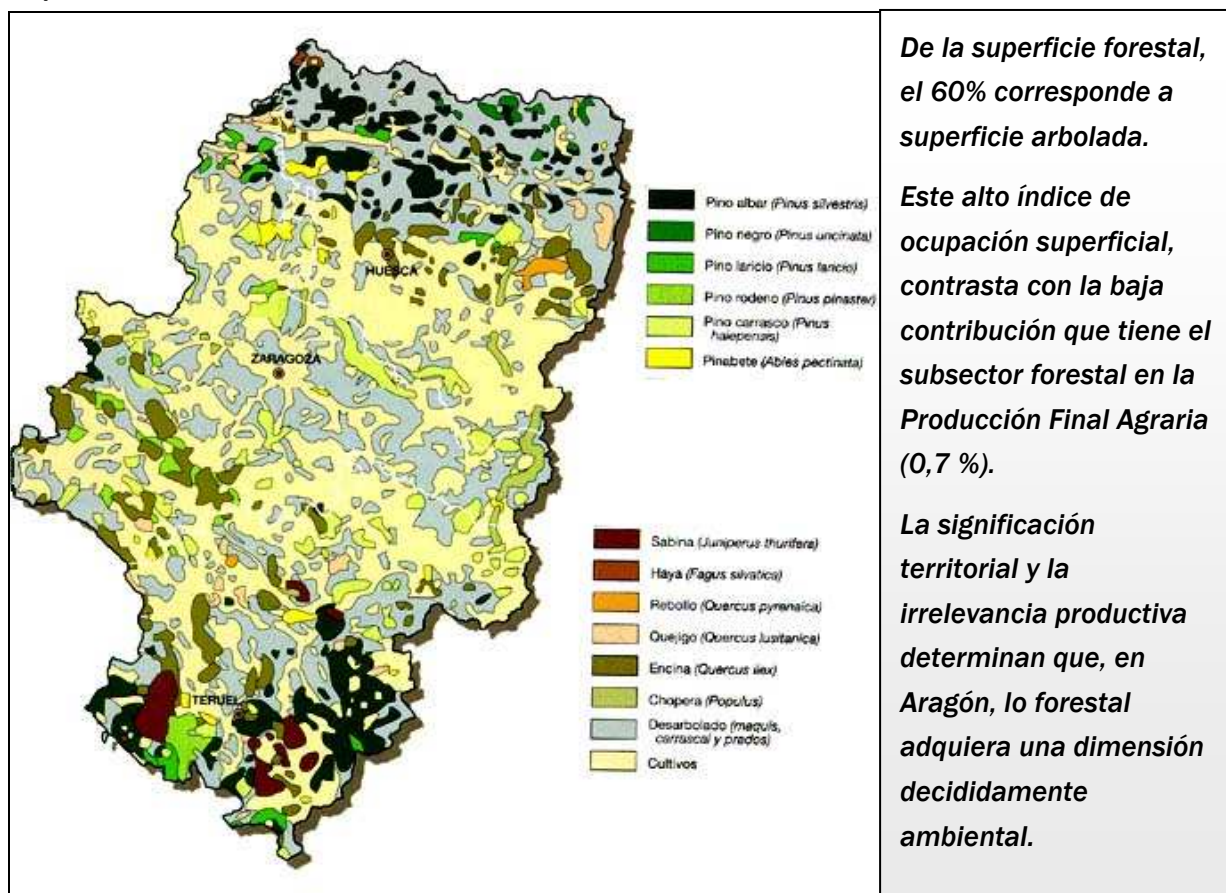 HUESCA
ZARAGOZA
TERUEL
Pino albar (Pinus silvestris)
Pino negro (Pinus uncinata)
Pino laricio (Pinus laricio)
Pino rodeno (Pinus pinaster)
Pino carrasco (Pinus
halepensis)
Pinabete (Abies pectinata)
Sabina (Juniperus thurifera)
Haya (Fagus silvatica)
Rebollo (Quercus pyrenaica)
Quejigo (Quercus lusitanica)
Encina (Quercus ilex)
Chopera (Populus)
Desarbolado (maquis,
carrascal y prados)
Cultivos
De la superficie forestal,
el 60% corresponde a
superficie arbolada.
Este alto índice de
ocupación superficial,
contrasta con la baja
contribución que tiene el
subsector forestal en la
Producción Final Agraria
(0,7 %).
La significación
territorial y la
irrelevancia productiva
determinan que, en
Aragón, lo forestal
adquiera una dimensión
decididamente
ambiental.